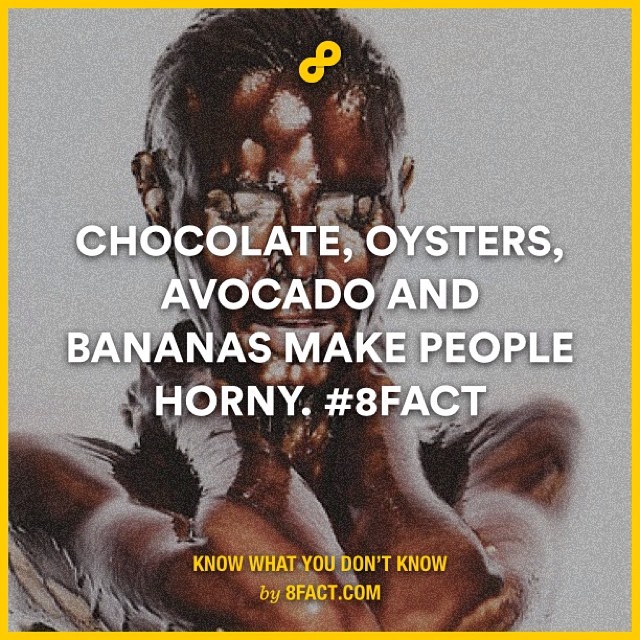 CHOCOLATE, OYSTERS,
AVOCADO AND
BANANAS MAKE PEOPLE
HORNY. #8FACT
KNOW WHAT YOU DON'T KNOW
by 8FACT.COM